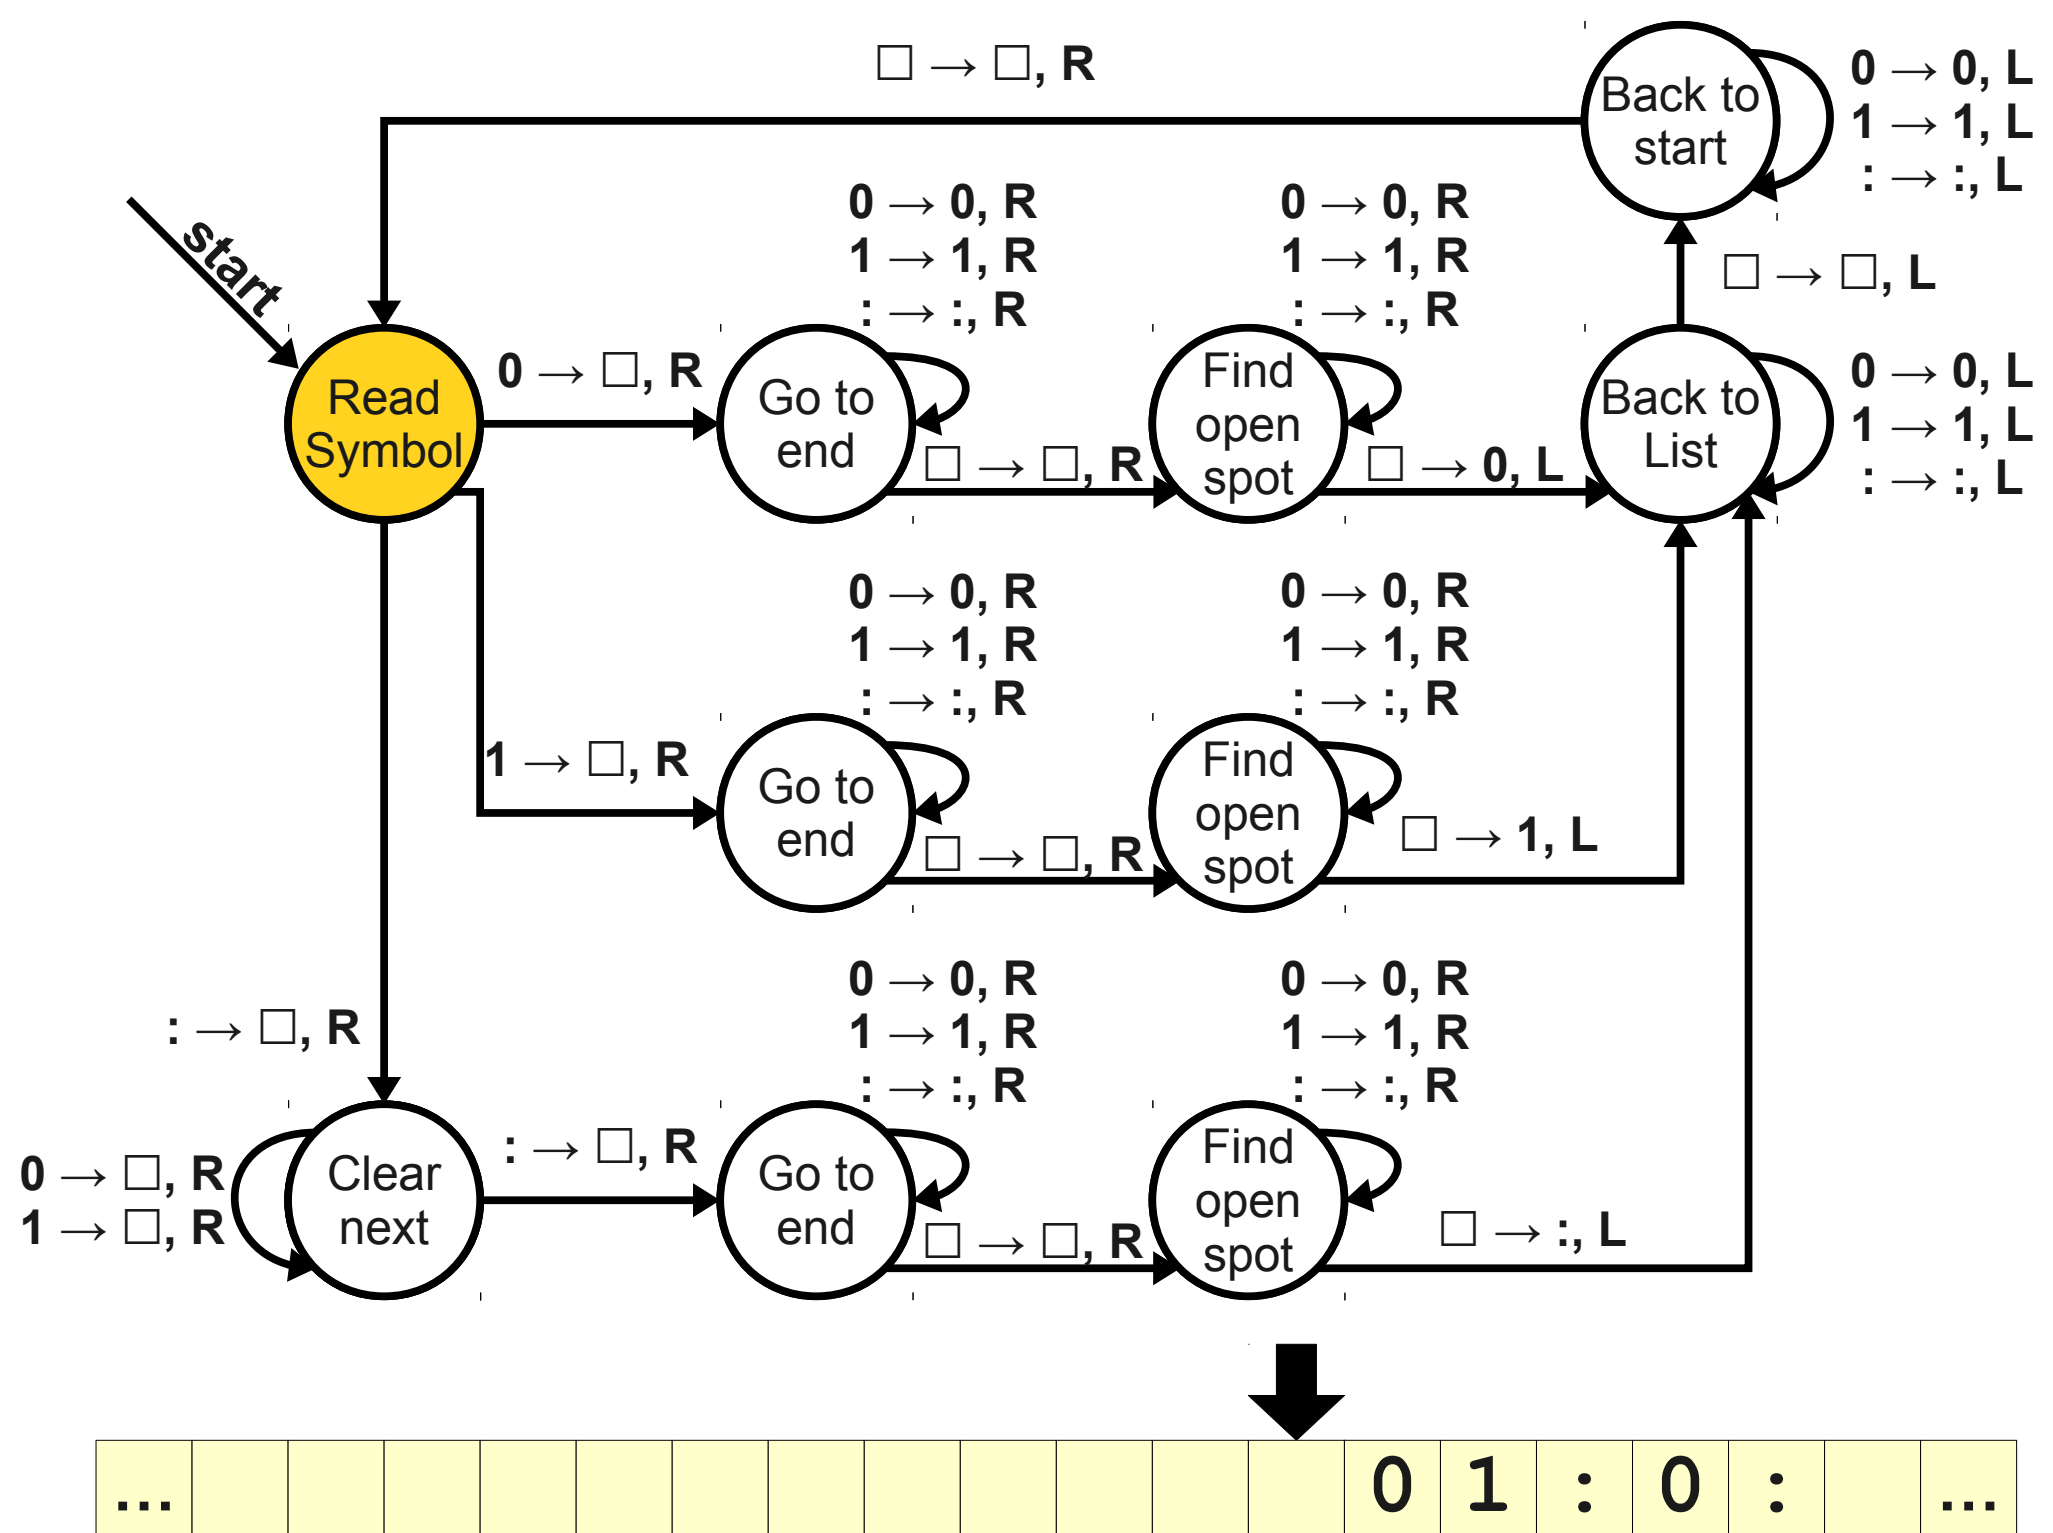 □ → □, R
Back to
start
0 → 0, L
1 → 1, L
: → :, L
start
0 → 0, R
1 → 1, R
: → :, R
0 → 0, R
1 → 1, R
: → :, R
□ → □, L
Read
Symbol
0 → □, R
Go to
end
□ → □, R
Find
open
spot
□ → 0, L
Back to
List
0 → 0, L
1 → 1, L
: → :, L
0 → 0, R
1 → 1, R
: → :, R
0 → 0, R
1 → 1, R
: → :, R
1 → □, R
Go to
end
□ → □, R
Find
open
spot
□ → 1, L
0 → 0, R
1 → 1, R
: → :, R
0 → 0, R
1 → 1, R
: → :, R
: → □, R
0 → □, R
1 → □, R
Clear
next
: → □, R
Go to
end
□ → □, R
Find
open
spot
□ → :, L
... 0 1 : 0 : ...